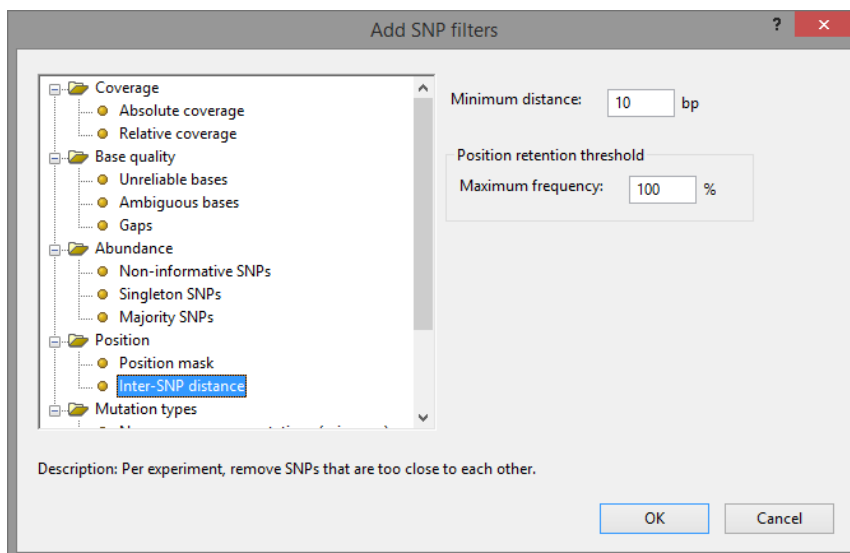 Add SNP filters
?
×
Coverage
Absolute coverage
Relative coverage
Base quality
Unreliable bases
Ambiguous bases
Gaps
Abundance
Non-informative SNPs
Singleton SNPs
Majority SNPs
Position
Position mask
Inter-SNP distance
Mutation types
Minimum distance: 10 bp
Position retention threshold
Maximum frequency: 100 %
Description: Per experiment, remove SNPs that are too close to each other.
OK
Cancel